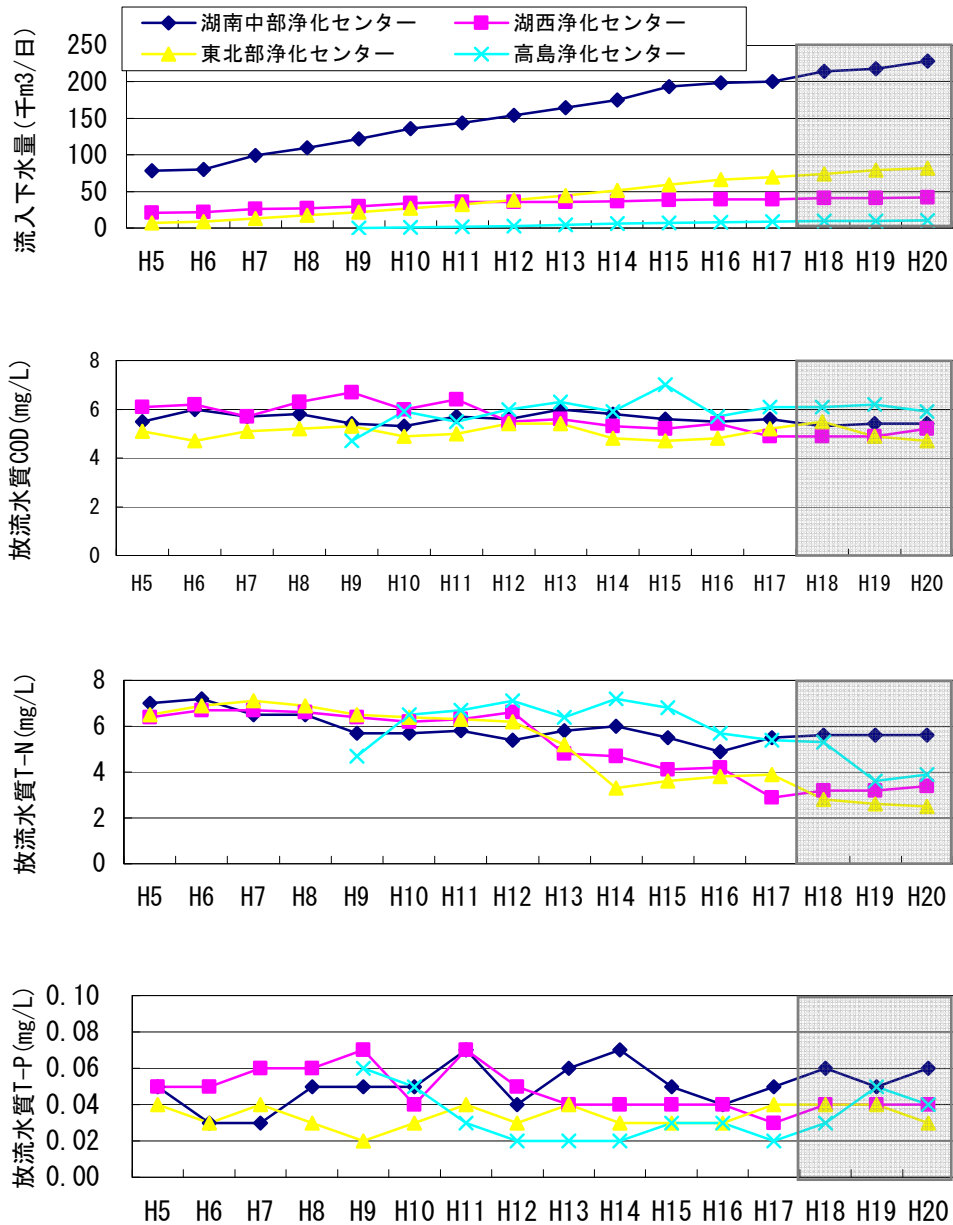 湖南中部浄化センター 湖西浄化センター
東北部浄化センター 高島浄化センター
流入下水量(千m3/日)
250
200
150
100
50
0
H5 H6 H7 H8 H9 H10 H11 H12 H13 H14 H15 H16 H17 H18 H19 H20
放流水質COD(mg/L)
8
6
4
2
0
H5 H6 H7 H8 H9 H10 H11 H12 H13 H14 H15 H16 H17 H18 H19 H20
放流水質T-N(mg/L)
8
6
4
2
0
H5 H6 H7 H8 H9 H10 H11 H12 H13 H14 H15 H16 H17 H18 H19 H20
放流水質T-P(mg/L)
0.10
0.08
0.06
0.04
0.02
0.00
H5 H6 H7 H8 H9 H10 H11 H12 H13 H14 H15 H16 H17 H18 H19 H20